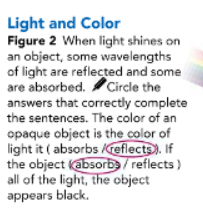 Light and Color
Figure 2 When light shines on
an object, some wavelengths
of light are reflected and some
are absorbed. Circle the
answers that correctly complete
the sentences. The color of an
opaque object is the color of
light it ( absorbs / reflects). If
the object (absorbs / reflects )
all of the light, the object
appears black.